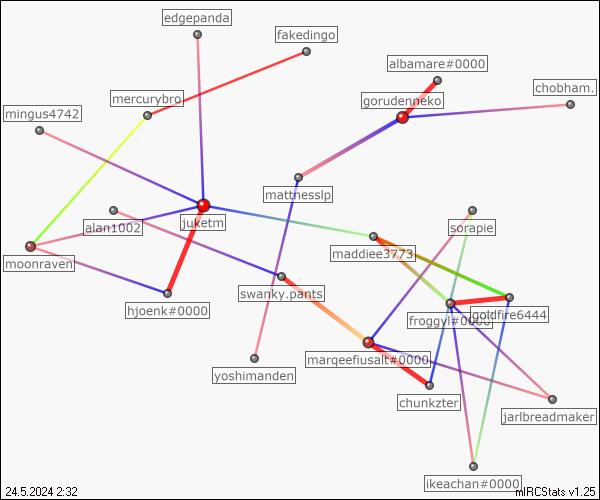 edgepanda
fakedingo
albamare#0000
chobham.
mercurybro
gorudenneko
mingus4742
mattnesslp
alan1002
juketm
sorapie
moonraven
maddiee3773
hjoenk#0000
swanky.pants
froggyl#0000
goldfire6444
marqeefiusalt#0000
yoshimanden
chunkzter
jarlbreadmaker
ikeachan#0000
24.5.2024 2:32
mIRCStats v1.25